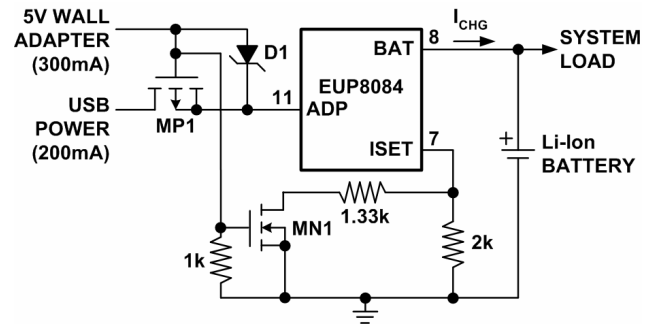 5V WALL
ADAPTER
(300mA)
D1
USB
POWER
(200mA)
MP1
11
ADP
EUP8084
BAT
8
ICHG
SYSTEM
LOAD
ISET
7
+
Li-Ion
BATTERY
1.33k
MN1
2k
1k